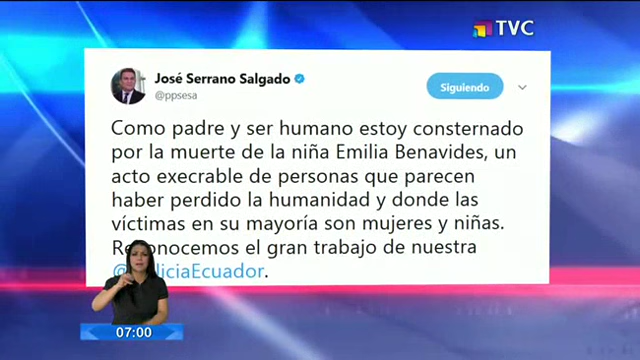 TVC
José Serrano Salgado
@ppsesa
Siguiendo
Como padre y ser humano estoy consternado
por la muerte de la niña Emilia Benavides, un
acto execrable de personas que parecen
haber perdido la humanidad y donde las
víctimas en su mayoría son mujeres y niñas.
Reconocemos el gran trabajo de nuestra
@PoliciaEcuador.
07:00